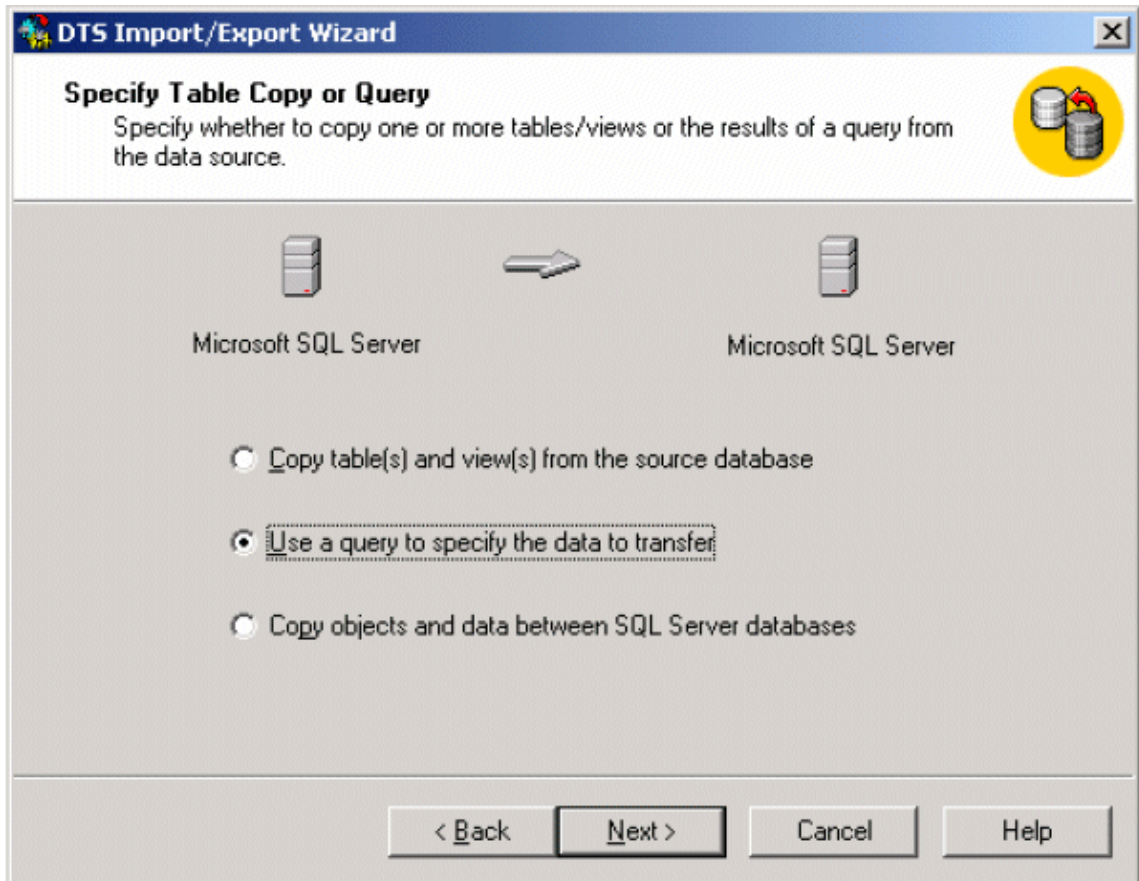 DTS Import/Export Wizard
Specify Table Copy or Query
Specify whether to copy one or more tables/views or the results of a query from
the data source.
Microsoft SQL Server
Microsoft SQL Server
Copy table(s) and view(s) from the source database
Use a query to specify the data to transfer
Copy objects and data between SQL Server databases
< Back
Next >
Cancel
Help